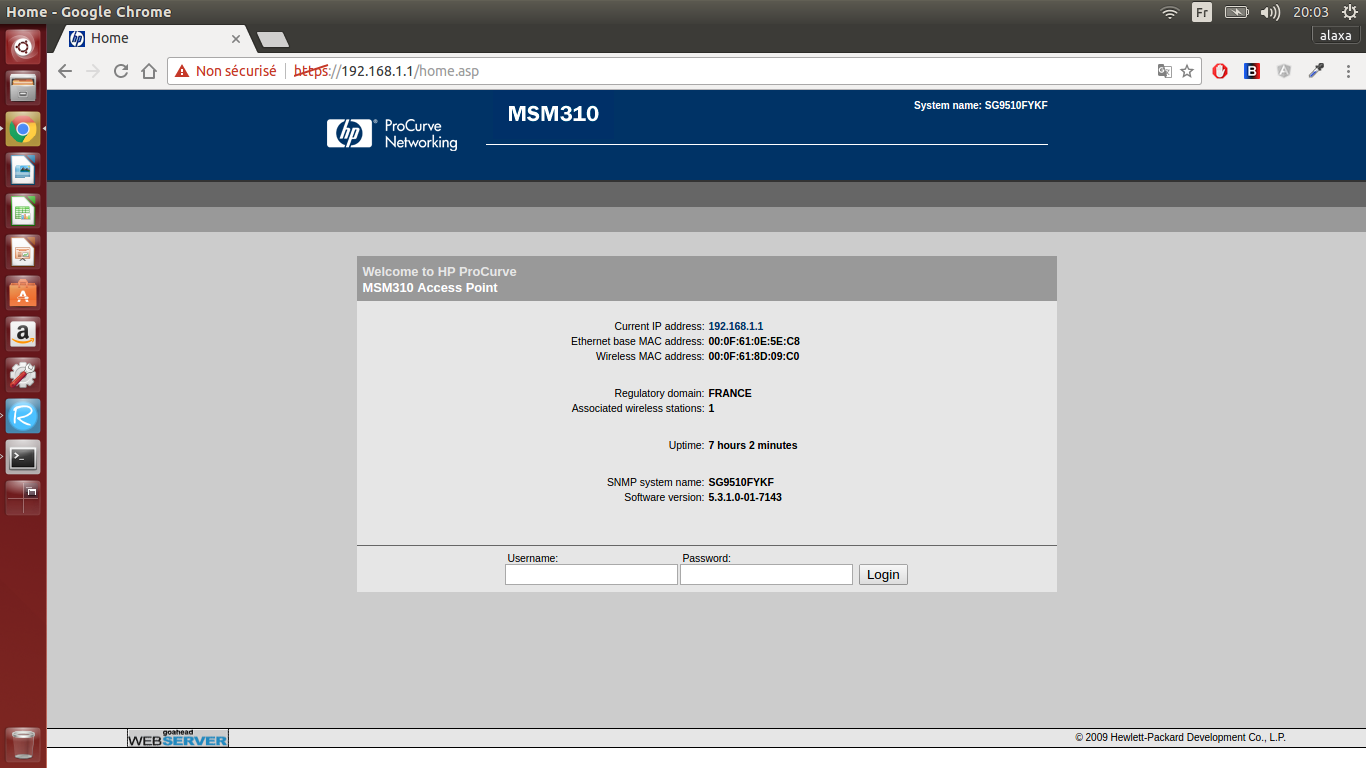 Home - Google Chrome
Fr
20:03
Home
alaxa
Non sécurisé
https://192.168.1.1/home.asp
B
hp
ProCurve
Networking
MSM310
System name: SG9510FYKF
Welcome to HP ProCurve
MSM310 Access Point
Current IP address: 192.168.1.1
Ethernet base MAC address: 00:0F:61:0E:5E:C8
Wireless MAC address: 00:0F:61:8D:09:C0
Regulatory domain: FRANCE
Associated wireless stations: 1
Uptime: 7 hours 2 minutes
SNMP system name: SG9510FYKF
Software version: 5.3.1.0-01-7143
Username:
Password:
Login
goahead
WEBSERVER
© 2009 Hewlett-Packard Development Co., L.P.